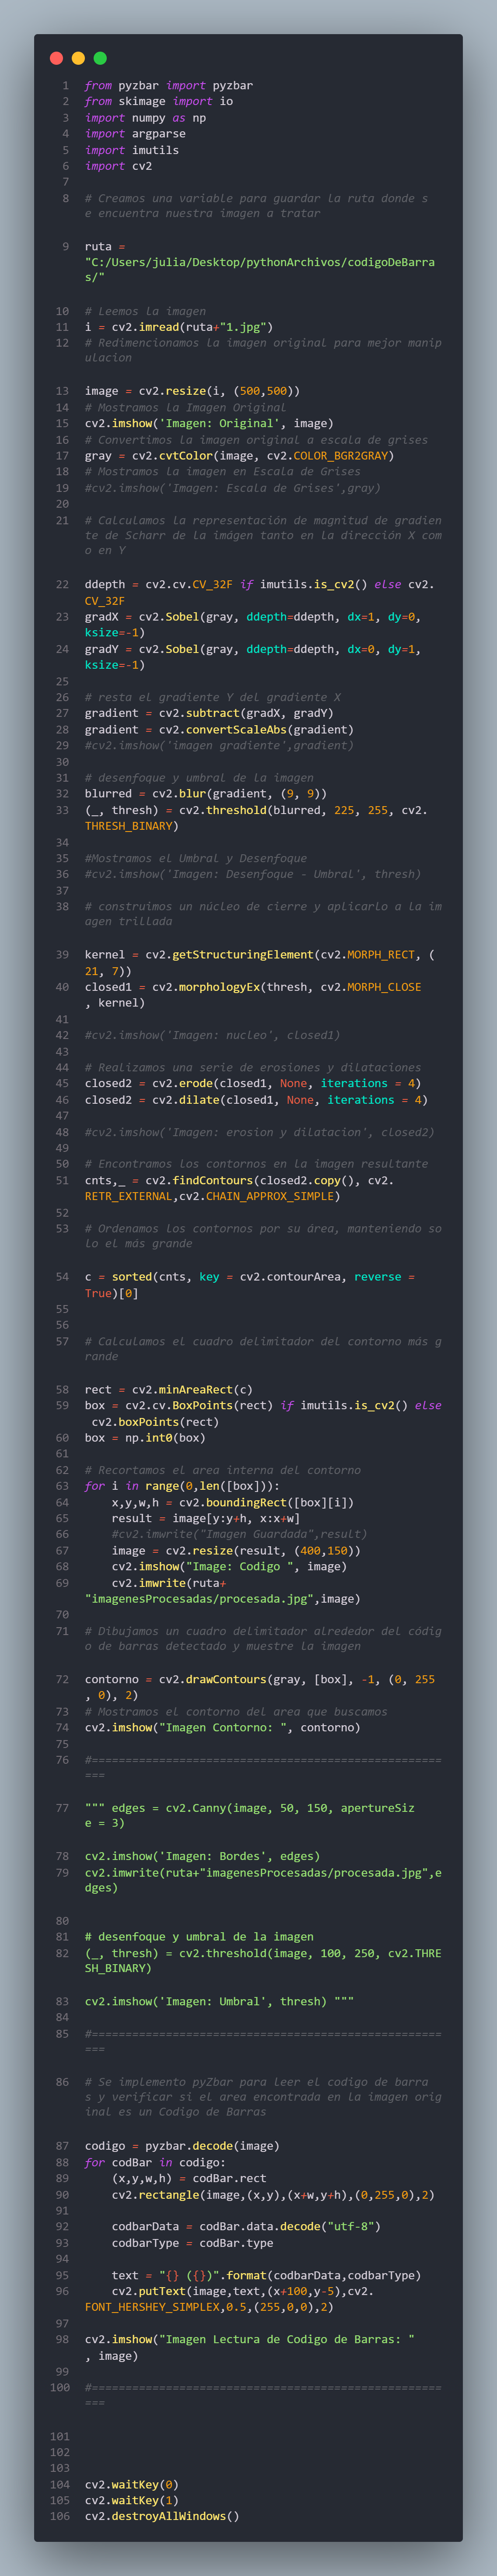 1 from pyzbar import pyzbar
2 from skimage import io
3 import numpy as np
4 import argparse
5 import imutils
6 import cv2
7
8 # Creamos una variable para guardar la ruta donde s
e encuentra nuestra imagen a tratar
9 ruta =
"C:/Users/julia/Desktop/pythonArchivos/codigoDeBarra
s/"
10 # Leemos la imagen
11 i = cv2.imread(ruta+"1.jpg")
12 # Redimencionamos la imagen original para mejor manip
ulacion
13 image = cv2.resize(i, (500,500))
14 # Mostramos la Imagen Original
15 cv2.imshow('Imagen: Original', image)
16 # Convertimos la imagen original a escala de grises
17 gray = cv2.cvtColor(image, cv2.COLOR_BGR2GRAY)
18 # Mostramos la imagen en Escala de Grises
19 #cv2.imshow('Imagen: Escala de Grises',gray)
20
21 # Calculamos la representación de magnitud de gradien
te de Scharr de la imágen tanto en la dirección X com
o en Y
22 ddepth = cv2.cv.CV_32F if imutils.is_cv2() else cv2.
CV_32F
23 gradX = cv2.Sobel(gray, ddepth=ddepth, dx=1, dy=0,
ksize=-1)
24 gradY = cv2.Sobel(gray, ddepth=ddepth, dx=0, dy=1,
ksize=-1)
25
26 # resta el gradiente Y del gradiente X
27 gradient = cv2.subtract(gradX, gradY)
28 gradient = cv2.convertScaleAbs(gradient)
29 #cv2.imshow('imagen gradiente',gradient)
30
31 # desenfoque y umbral de la imagen
32 blurred = cv2.blur(gradient, (9, 9))
33 (_, thresh) = cv2.threshold(blurred, 225, 255, cv2.
THRESH_BINARY)
34
35 #Mostramos el Umbral y Desenfoque
36 #cv2.imshow('Imagen: Desenfoque - Umbral', thresh)
37
38 # construimos un núcleo de cierre y aplicarlo a la im
agen trillada
39 kernel = cv2.getStructuringElement(cv2.MORPH_RECT, (
21, 7))
40 closed1 = cv2.morphologyEx(thresh, cv2.MORPH_CLOSE
, kernel)
41
42 #cv2.imshow('Imagen: nucleo', closed1)
43
44 # Realizamos una serie de erosiones y dilataciones
45 closed2 = cv2.erode(closed1, None, iterations = 4)
46 closed2 = cv2.dilate(closed1, None, iterations = 4)
47
48 #cv2.imshow('Imagen: erosion y dilatacion', closed2)
49
50 # Encontramos los contornos en la imagen resultante
51 cnts,_ = cv2.findContours(closed2.copy(), cv2.
RETR_EXTERNAL,cv2.CHAIN_APPROX_SIMPLE)
52
53 # Ordenamos los contornos por su área, manteniendo so
lo el más grande
54 c = sorted(cnts, key = cv2.contourArea, reverse =
True)[0]
55
56
57 # Calculamos el cuadro delimitador del contorno más g
rande
58 rect = cv2.minAreaRect(c)
59 box = cv2.cv.BoxPoints(rect) if imutils.is_cv2() else
cv2.boxPoints(rect)
60 box = np.int0(box)
61
62 # Recortamos el area interna del contorno
63 for i in range(0,len([box])):
64 x,y,w,h = cv2.boundingRect([box][i])
65 result = image[y:y+h, x:x+w]
66 #cv2.imwrite("Imagen Guardada",result)
67 image = cv2.resize(result, (400,150))
68 cv2.imshow("Image: Codigo ", image)
69 cv2.imwrite(ruta+
"imagenesProcesadas/procesada.jpg",image)
70
71 # Dibujamos un cuadro delimitador alrededor del códig
o de barras detectado y muestre la imagen
72 contorno = cv2.drawContours(gray, [box], -1, (0, 255
, 0), 2)
73 # Mostramos el contorno del area que buscamos
74 cv2.imshow("Imagen Contorno: ", contorno)
75
76 #====================================================
===
77 """ edges = cv2.Canny(image, 50, 150, apertureSiz
e = 3)
78 cv2.imshow('Imagen: Bordes', edges)
79 cv2.imwrite(ruta+"imagenesProcesadas/procesada.jpg",e
dges)
80
81 # desenfoque y umbral de la imagen
82 (_, thresh) = cv2.threshold(image, 100, 250, cv2.THRE
SH_BINARY)
83 cv2.imshow('Imagen: Umbral', thresh) """
84
85 #====================================================
===
86 # Se implemento pyZbar para leer el codigo de barra
s y verificar si el area encontrada en la imagen orig
inal es un Codigo de Barras
87 codigo = pyzbar.decode(image)
88 for codBar in codigo:
89 (x,y,w,h) = codBar.rect
90 cv2.rectangle(image,(x,y),(x+w,y+h),(0,255,0),2)
91
92 codbarData = codBar.data.decode("utf-8")
93 codbarType = codBar.type
94
95 text = "{} ({})".format(codbarData,codbarType)
96 cv2.putText(image,text,(x+100,y-5),cv2.
FONT_HERSHEY_SIMPLEX,0.5,(255,0,0),2)
97
98 cv2.imshow("Imagen Lectura de Codigo de Barras: "
, image)
99
100 #====================================================
===
101
102
103
104 cv2.waitKey(0)
105 cv2.waitKey(1)
106 cv2.destroyAllWindows()